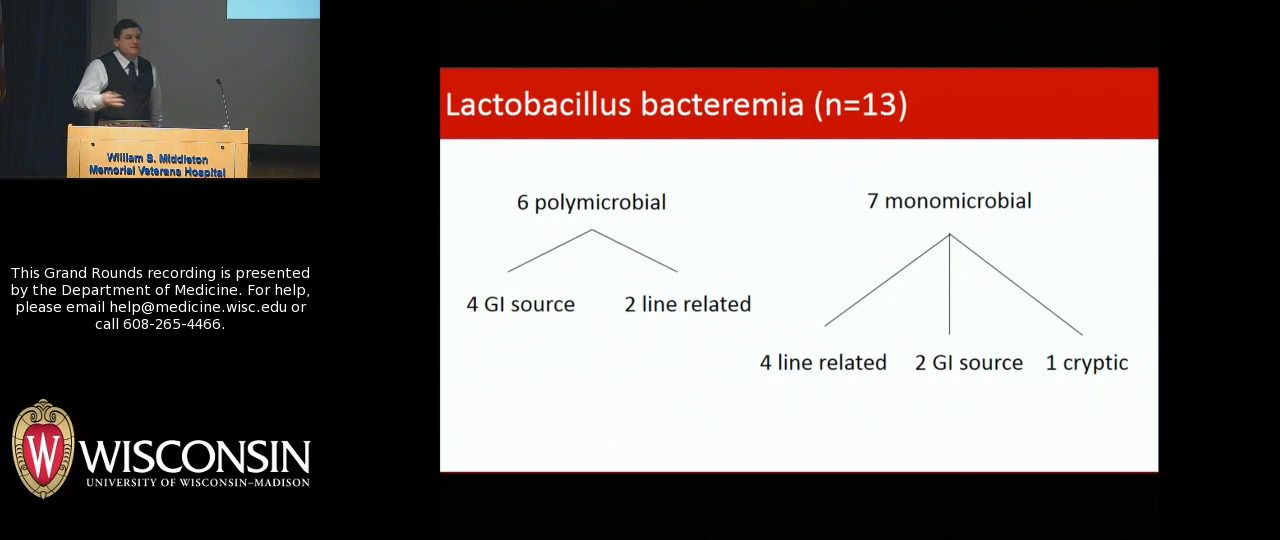 William S. Middleton
Memorial Veterans Hospital
This Grand Rounds recording is presented
by the Department of Medicine. For help,
please email help@medicine.wisc.edu or
call 608-265-4466.
W
WISCONSIN
UNIVERSITY OF WISCONSIN–MADISON
Lactobacillus bacteremia (n=13)
6 polymicrobial
7 monomicrobial
4 GI source
2 line related
4 line related
2 GI source
1 cryptic